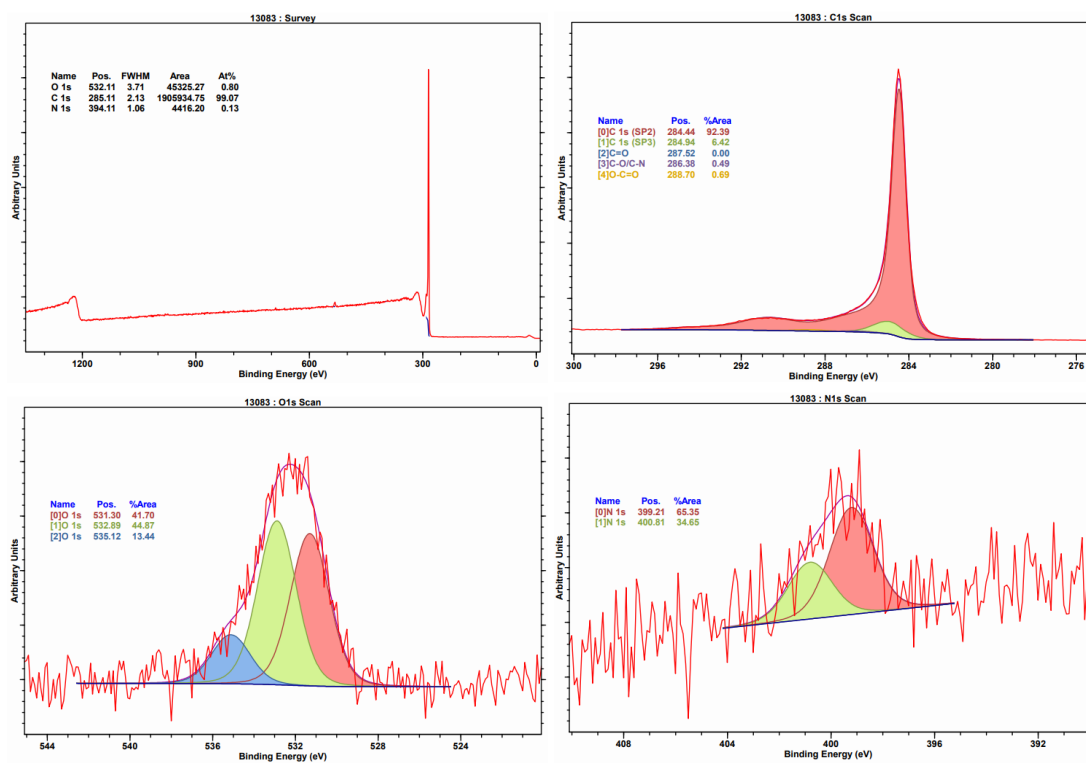 13083 : Survey
Name Pos. FWHM Area At%
O 1s 532.11 3.71 45325.27 0.80
C 1s 285.11 2.13 1905934.75 99.07
N 1s 394.11 1.06 4416.20 0.13
Arbitrary Units
1200 900 600 300 0
Binding Energy (eV)
13083 : C1s Scan
Name Pos. %Area
[0]C 1s (SP2) 284.44 92.39
[1]C 1s (SP3) 284.94 6.42
[2]C=O 287.52 0.00
[3]C-O/C-N 286.38 0.49
[4]O-C=O 288.70 0.69
Arbitrary Units
300 296 292 288 284 280 276
Binding Energy (eV)
13083 : O1s Scan
Name Pos. %Area
[0]O 1s 531.30 41.70
[1]O 1s 532.89 44.87
[2]O 1s 535.12 13.44
Arbitrary Units
544 540 536 532 528 524
Binding Energy (eV)
13083 : N1s Scan
Name Pos. %Area
[0]N 1s 399.21 65.35
[1]N 1s 400.81 34.65
Arbitrary Units
408 404 400 396 392
Binding Energy (eV)